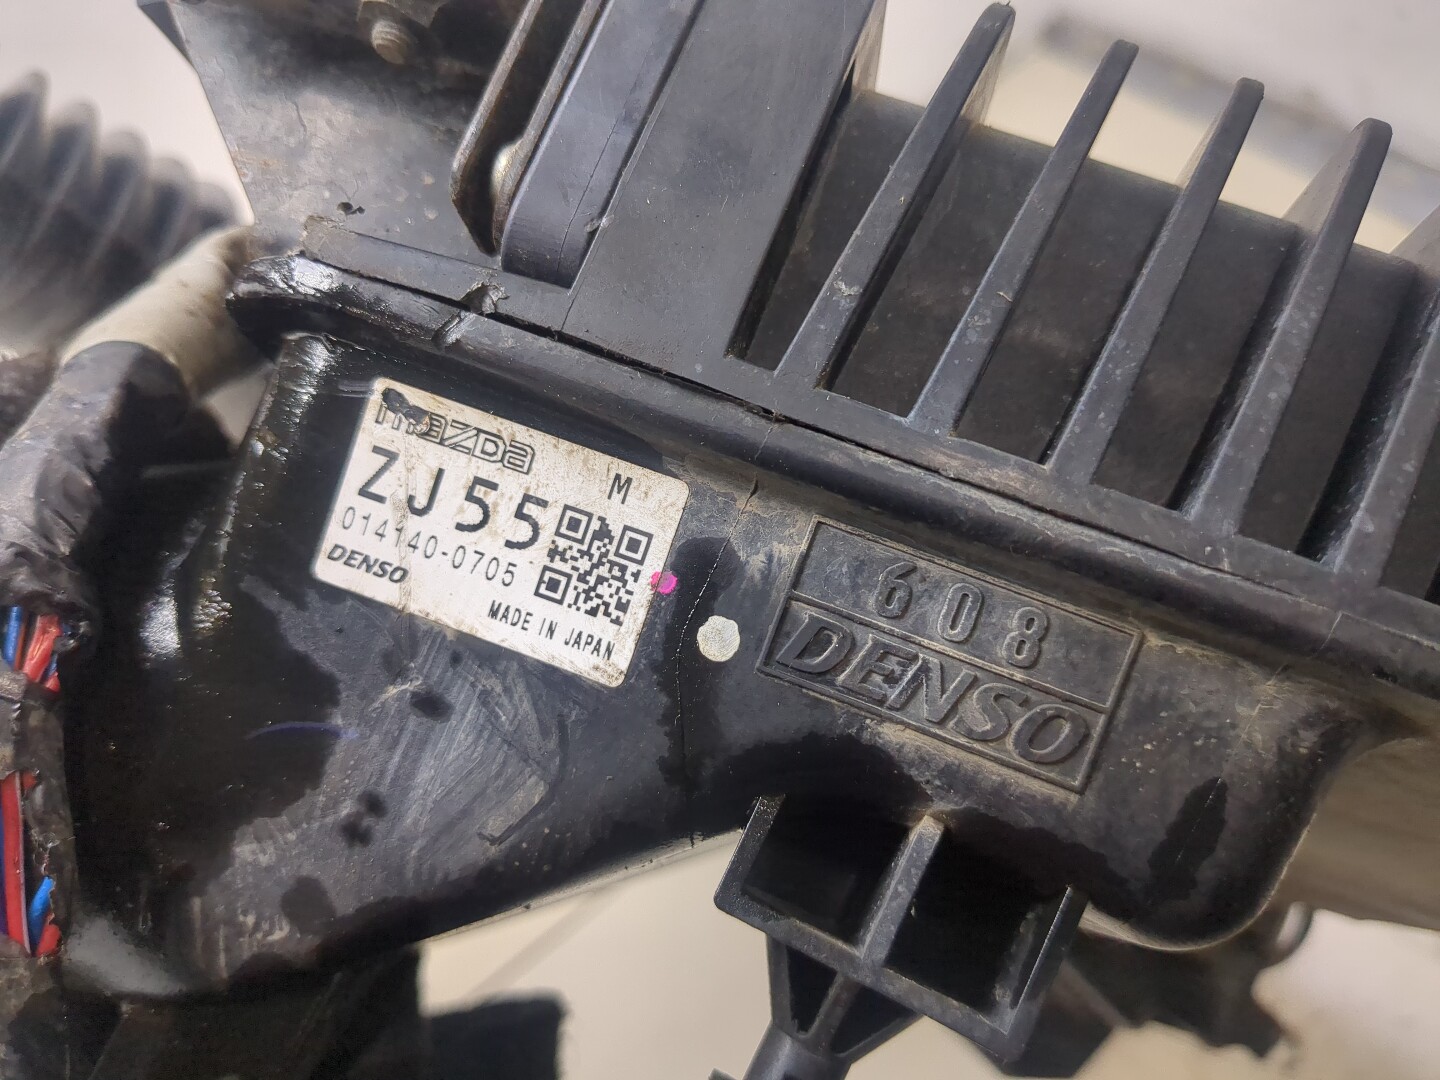 mazda
M
ZJ55
014140-0705
DENSO
MADE IN JAPAN
608
DENSO